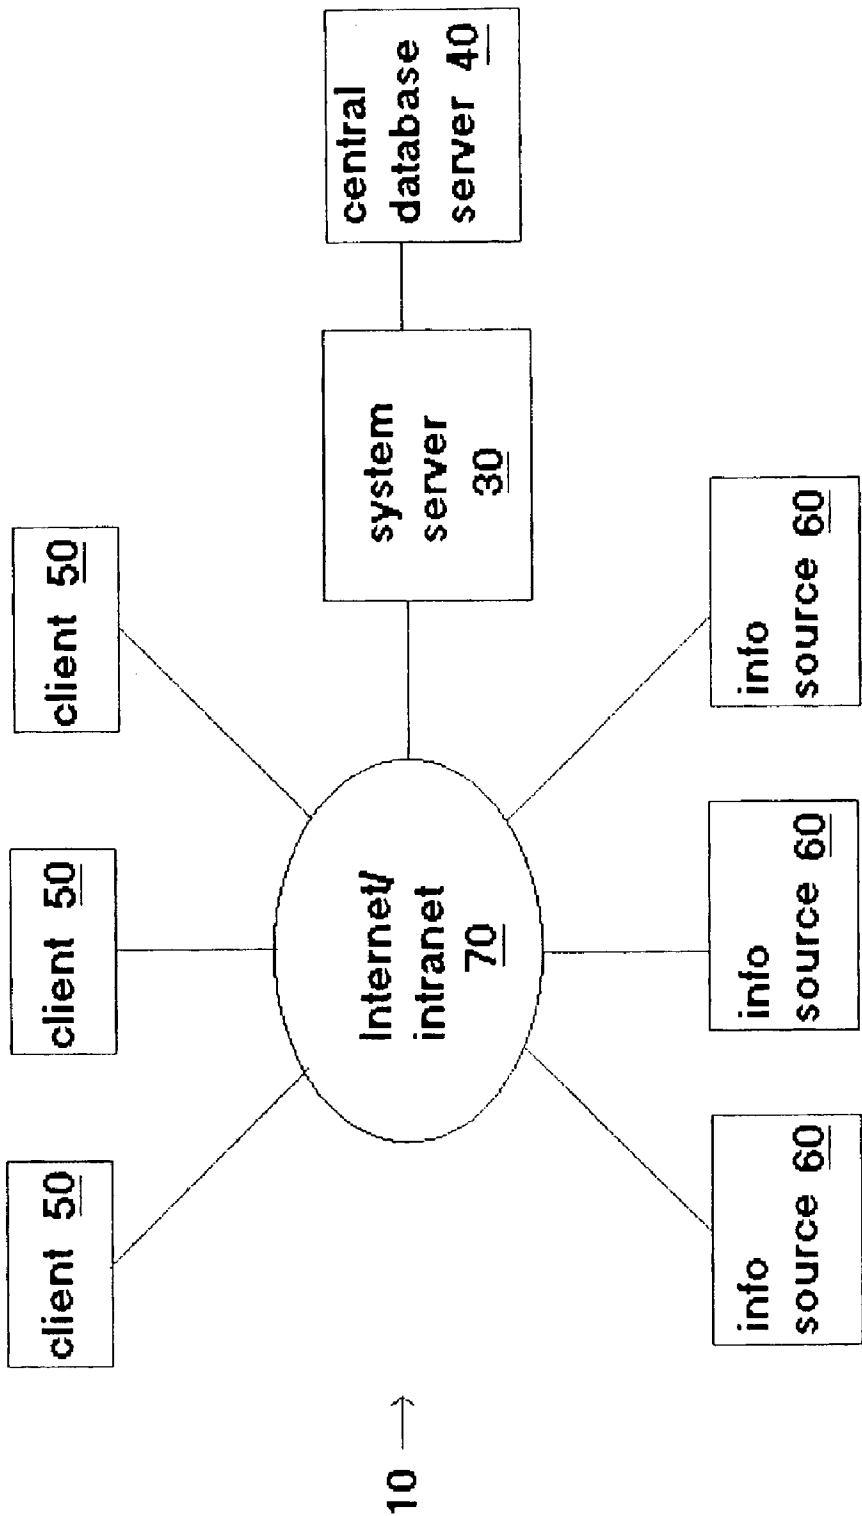 client 50
client 50
client 50
10
Internet/
intranet
70
system
server
30
central
database
server 40
info
source 60
info
source 60
info
source 60